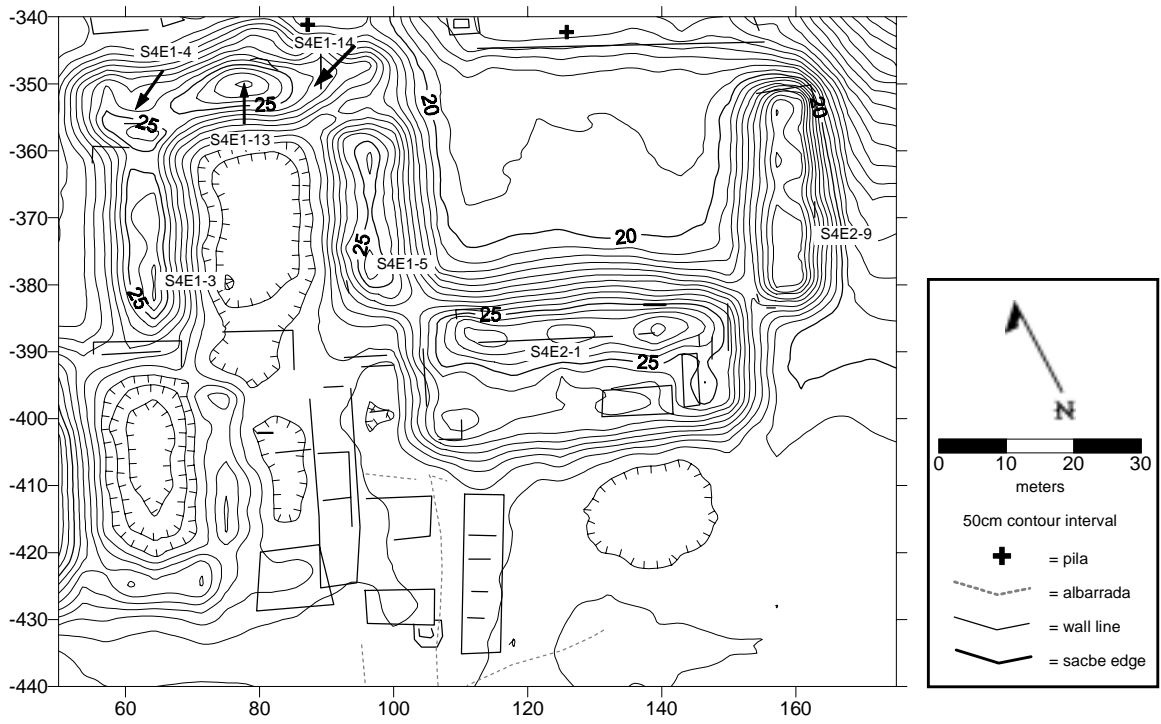 -340
-350
-360
-370
-380
-390
-400
-410
-420
-430
-440
60
80
100
120
140
160
S4E1-4
S4E1-14
25
25
20
20
S4E1-13
S4E2-9
20
25
S4E1-5
S4E1-3
25
25
S4E2-1
25
N
0 10 20 30
meters
50cm contour interval
= pila
= albarrada
= wall line
= sacbe edge